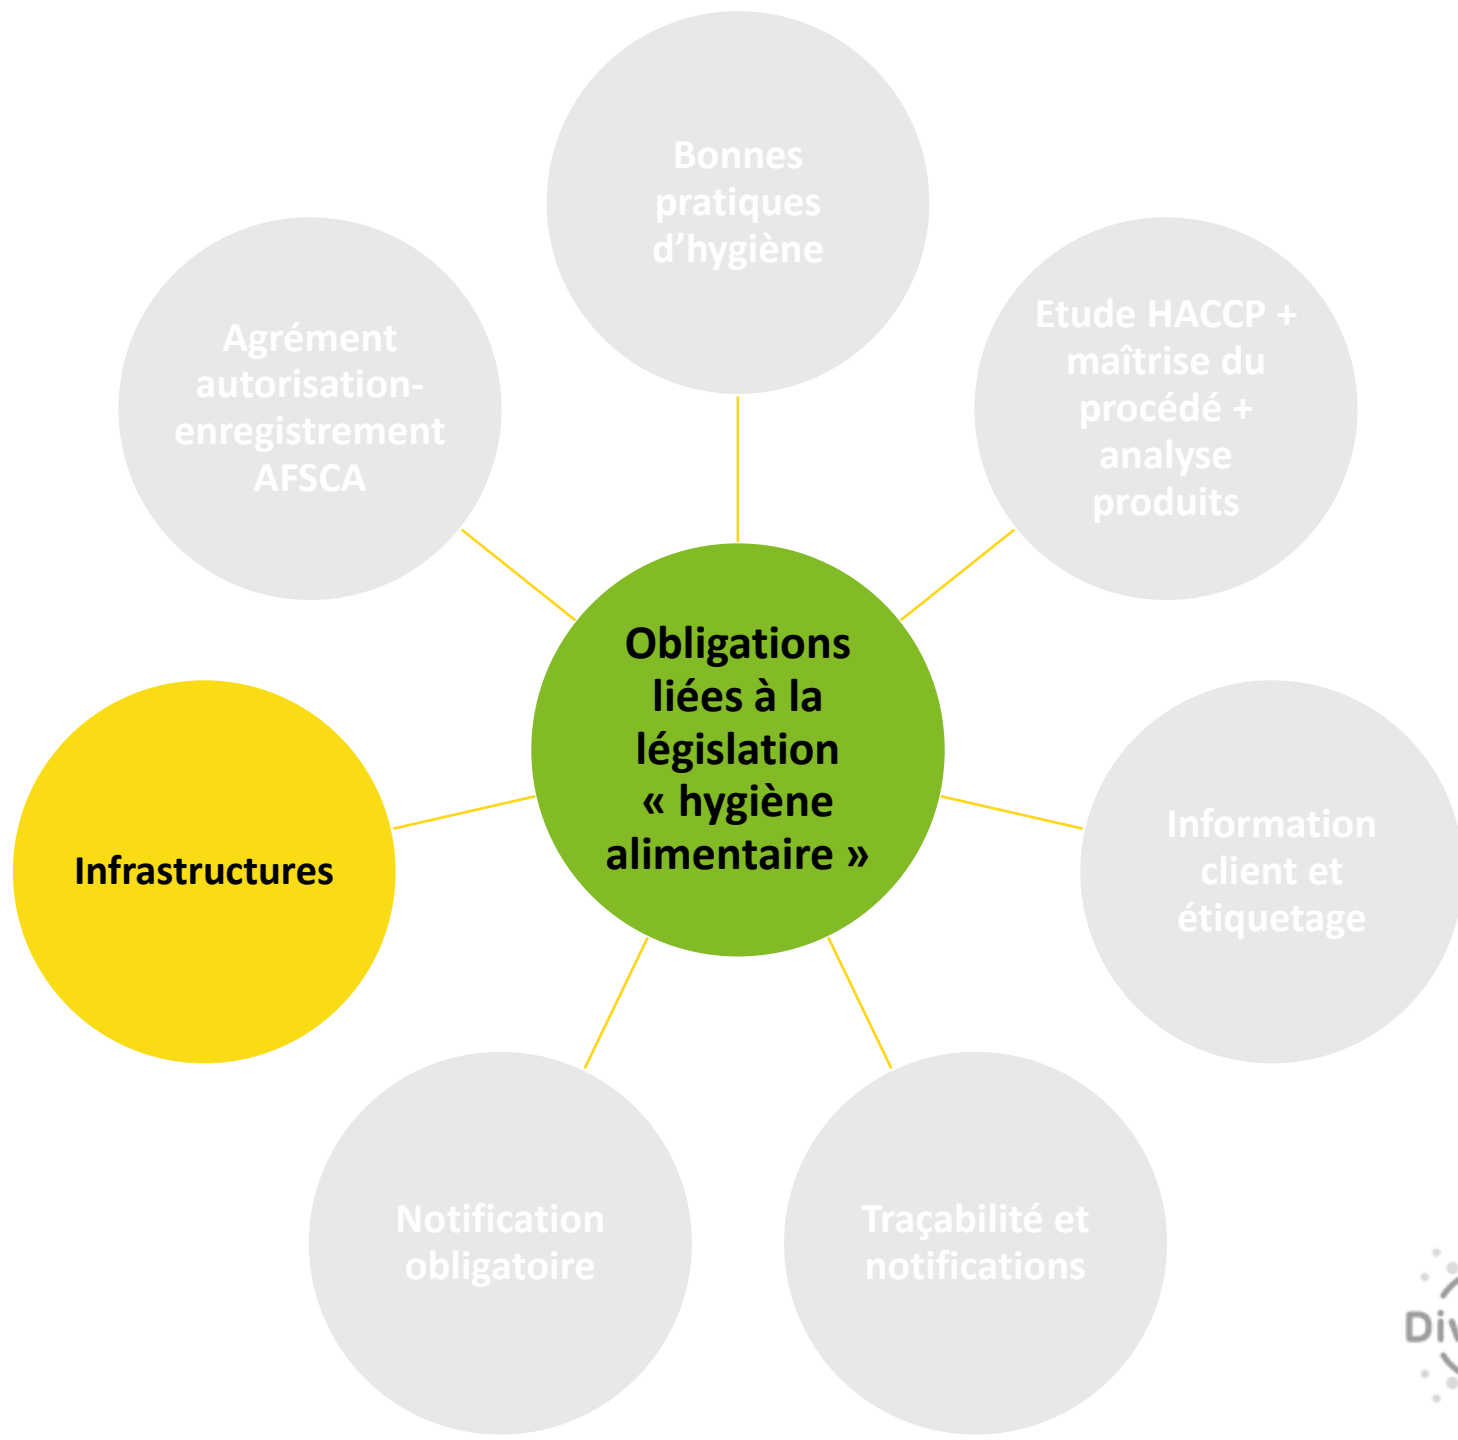 Bonnes
pratiques
d’hygiène
Etude HACCP +
maîtrise du
procédé +
analyse
produits
Agrément
autorisation-
enregistrement
AFSCA
Obligations
liées à la
législation
« hygiène
alimentaire »
Infrastructures
Information
client et
étiquetage
Notification
obligatoire
Traçabilité et
notifications